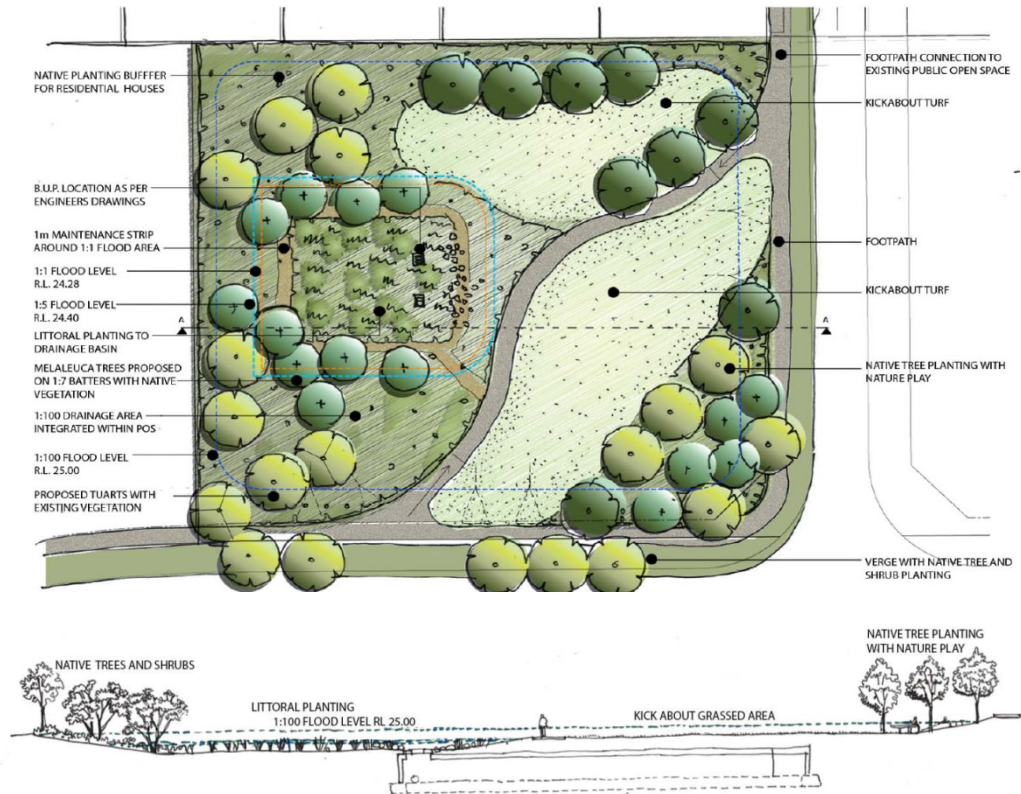 NATIVE PLANTING BUFFFER
FOR RESIDENTIAL HOUSES
B.U.P. LOCATION AS PER
ENGINEERS DRAWINGS
1m MAINTENANCE STRIP
AROUND 1:1 FLOOD AREA
1:1 FLOOD LEVEL
R.L. 24.28
1:5 FLOOD LEVEL
R.L. 24.40
LITTORAL PLANTING TO
DRAINAGE BASIN
MELALEUCA TREES PROPOSED
ON 1:7 BATTERS WITH NATIVE
VEGETATION
1:100 DRAINAGE AREA
INTEGRATED WITHIN POS
1:100 FLOOD LEVEL
R.L. 25.00
PROPOSED TUARTS WITH
EXISTING VEGETATION
FOOTPATH CONNECTION TO
EXISTING PUBLIC OPEN SPACE
KICKABOUT TURF
FOOTPATH
KICKABOUT TURF
NATIVE TREE PLANTING WITH
NATURE PLAY
VERGE WITH NATIVE TREE AND
SHRUB PLANTING
A
A
NATIVE TREES AND SHRUBS
LITTORAL PLANTING
1:100 FLOOD LEVEL RL 25.00
KICK ABOUT GRASSED AREA
NATIVE TREE PLANTING
WITH NATURE PLAY